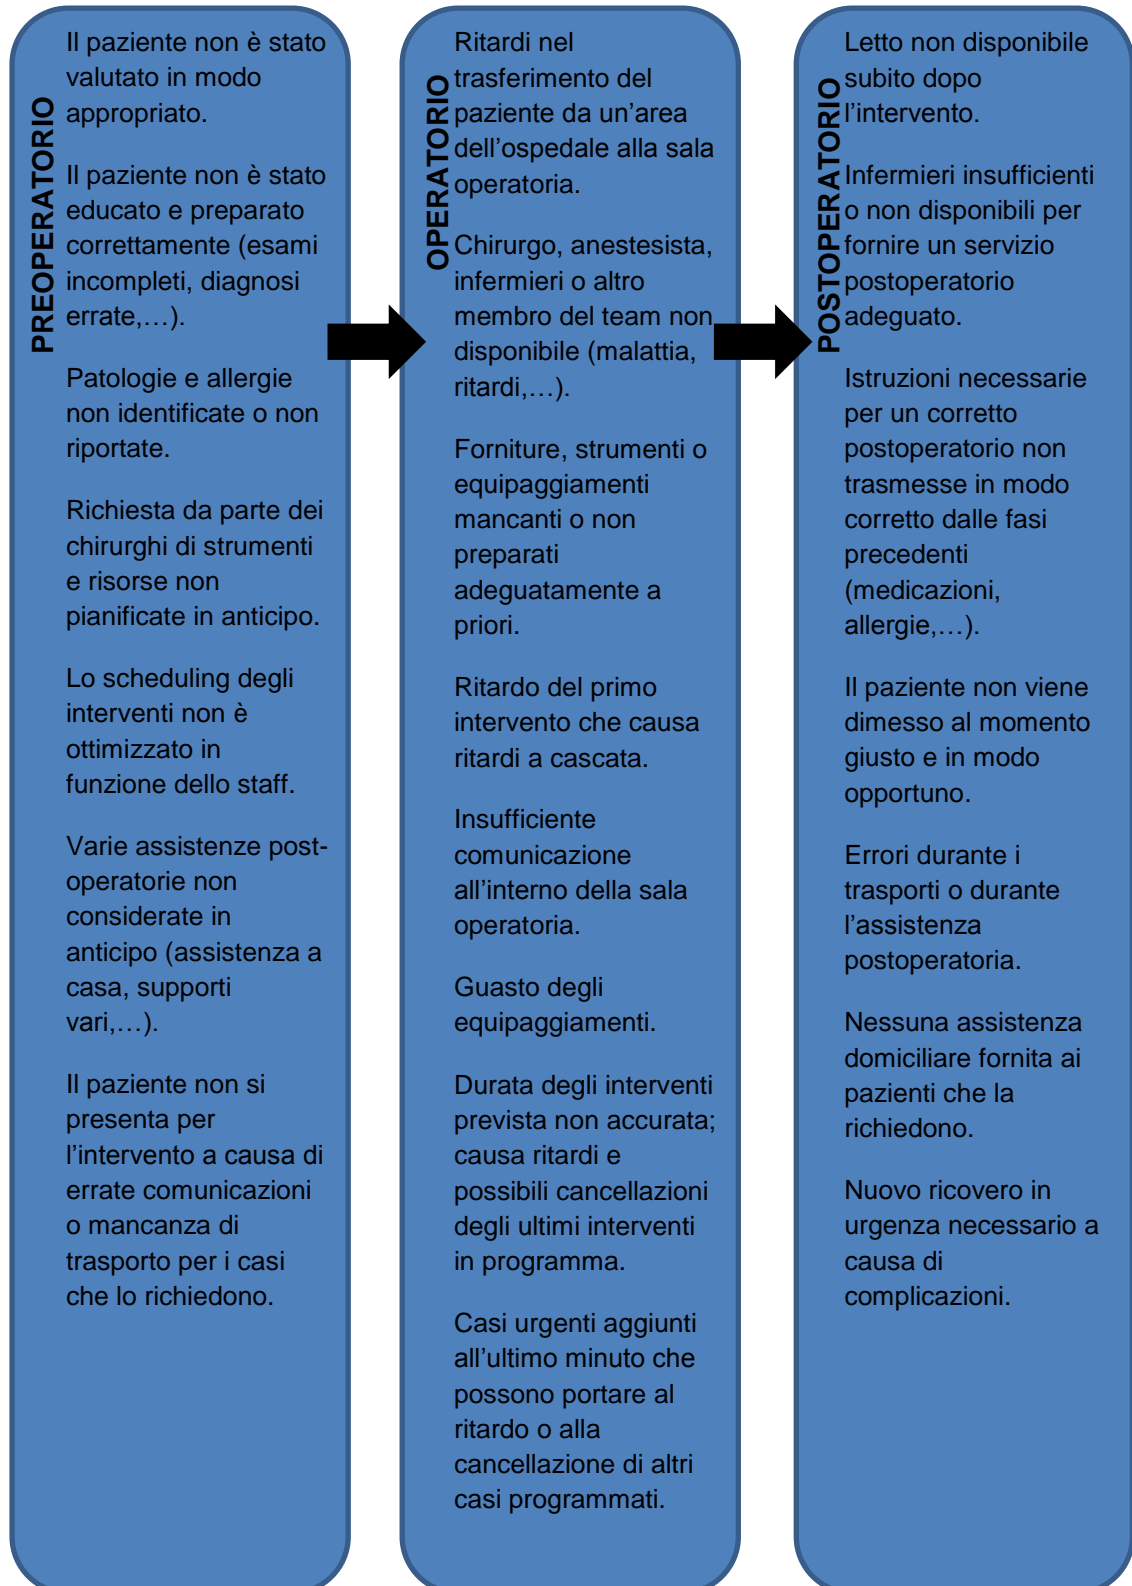 PREOPERATORIO
Il paziente non è stato
valutato in modo
appropriato.
Il paziente non è stato
educato e preparato
correttamente (esami
incompleti, diagnosi
errate,…).
Patologie e allergie
non identificate o non
riportate.
Richiesta da parte dei
chirurghi di strumenti
e risorse non
pianificate in anticipo.
Lo scheduling degli
interventi non è
ottimizzato in
funzione dello staff.
Varie assistenze post-
operatorie non
considerate in
anticipo (assistenza a
casa, supporti
vari,…).
Il paziente non si
presenta per
l’intervento a causa di
errate comunicazioni
o mancanza di
trasporto per i casi
che lo richiedono.
OPERATORIO
Ritardi nel
trasferimento del
paziente da un’area
dell’ospedale alla sala
operatoria.
Chirurgo, anestesista,
infermieri o altro
membro del team non
disponibile (malattia,
ritardi,…).
Forniture, strumenti o
equipaggiamenti
mancanti o non
preparati
adeguatamente a
priori.
Ritardo del primo
intervento che causa
ritardi a cascata.
Insufficiente
comunicazione
all’interno della sala
operatoria.
Guasto degli
equipaggiamenti.
Durata degli interventi
prevista non accurata;
causa ritardi e
possibili cancellazioni
degli ultimi interventi
in programma.
Casi urgenti aggiunti
all’ultimo minuto che
possono portare al
ritardo o alla
cancellazione di altri
casi programmati.
POSTOPERATORIO
Letto non disponibile
subito dopo
l’intervento.
Infermieri insufficienti
o non disponibili per
fornire un servizio
postoperatorio
adeguato.
Istruzioni necessarie
per un corretto
postoperatorio non
trasmesse in modo
corretto dalle fasi
precedenti
(medicazioni,
allergie,…).
Il paziente non viene
dimesso al momento
giusto e in modo
opportuno.
Errori durante i
trasporti o durante
l’assistenza
postoperatoria.
Nessuna assistenza
domiciliare fornita ai
pazienti che la
richiedono.
Nuovo ricovero in
urgenza necessario a
causa di
complicazioni.